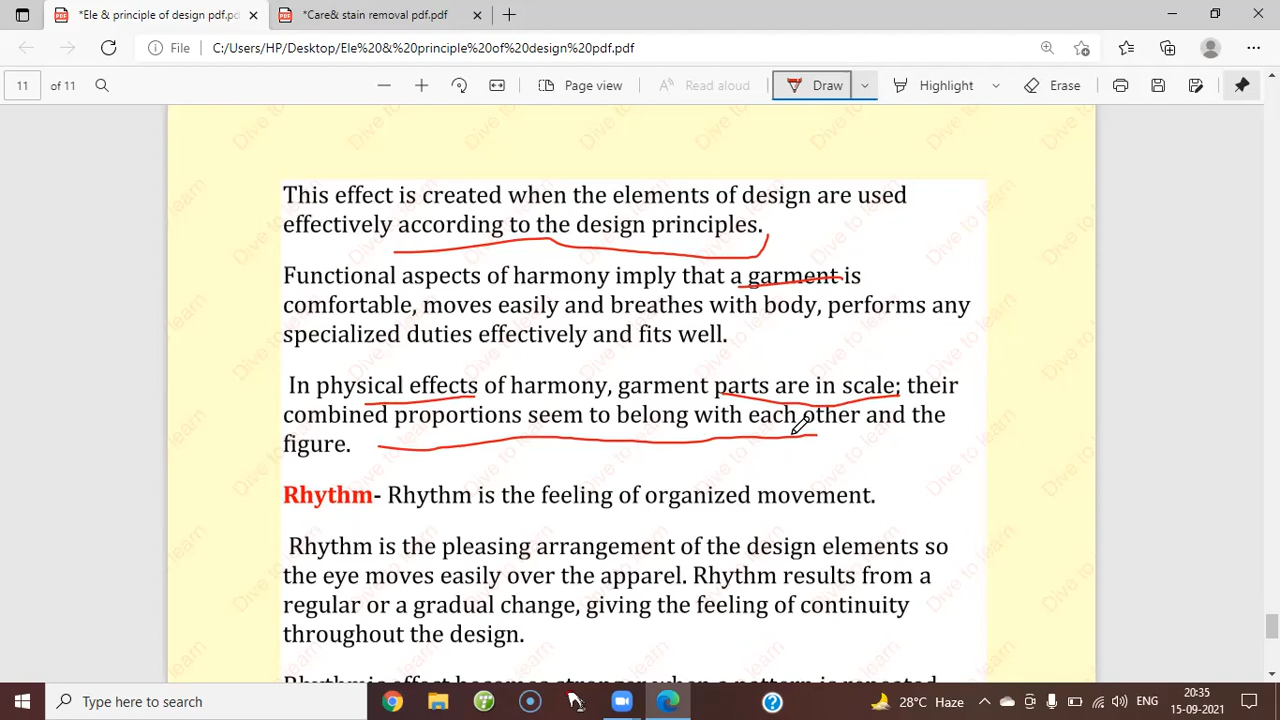 *Ele & principle of design pdf.pd
*Care& stain removal pdf.pdf
File C:/Users/HP/Desktop/Ele%20&%20principle%20of%20design%20pdf.pdf
11 of 11 Page view Read aloud Draw Highlight Erase
This effect is created when the elements of design are used
effectively according to the design principles.
Functional aspects of harmony imply that a garment is
comfortable, moves easily and breathes with body, performs any
specialized duties effectively and fits well.
In physical effects of harmony, garment parts are in scale; their
combined proportions seem to belong with each other and the
figure.
Rhythm- Rhythm is the feeling of organized movement.
Rhythm is the pleasing arrangement of the design elements so
the eye moves easily over the apparel. Rhythm results from a
regular or a gradual change, giving the feeling of continuity
throughout the design.
Dive to learn
Type here to search
28°C Haze
ENG
20:35
15-09-2021